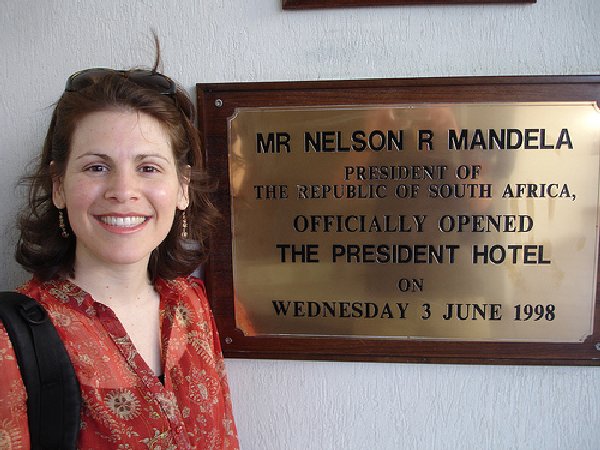 MR NELSON R MANDELA
PRESIDENT OF
THE REPUBLIC OF SOUTH AFRICA,
OFFICIALLY OPENED
THE PRESIDENT HOTEL
ON
WEDNESDAY 3 JUNE 1998